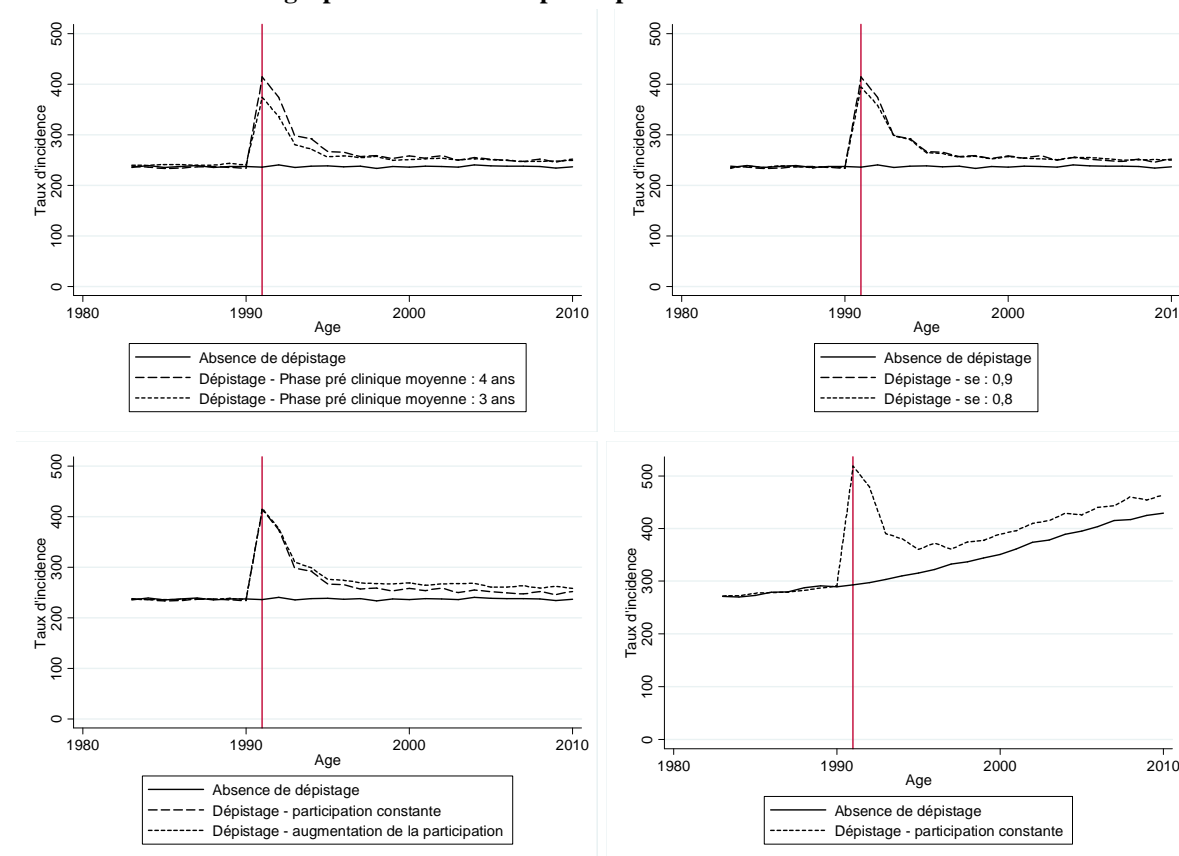 Taux d'incidence
500
400
300
200
100
0
1980
1990
2000
2010
Age
Absence de dépistage
Dépistage - Phase pré clinique moyenne : 4 ans
Dépistage - Phase pré clinique moyenne : 3 ans
Taux d'incidence
500
400
300
200
100
0
1980
1990
2000
Age
Absence de dépistage
Dépistage - se : 0,9
Dépistage - se : 0,8
Taux d'incidence
500
400
300
200
100
0
1980
1990
2000
2010
Age
Absence de dépistage
Dépistage - participation constante
Dépistage - augmentation de la participation
Taux d'incidence
500
400
300
200
100
0
1980
1990
2000
2010
Age
Absence de dépistage
Dépistage - participation constante